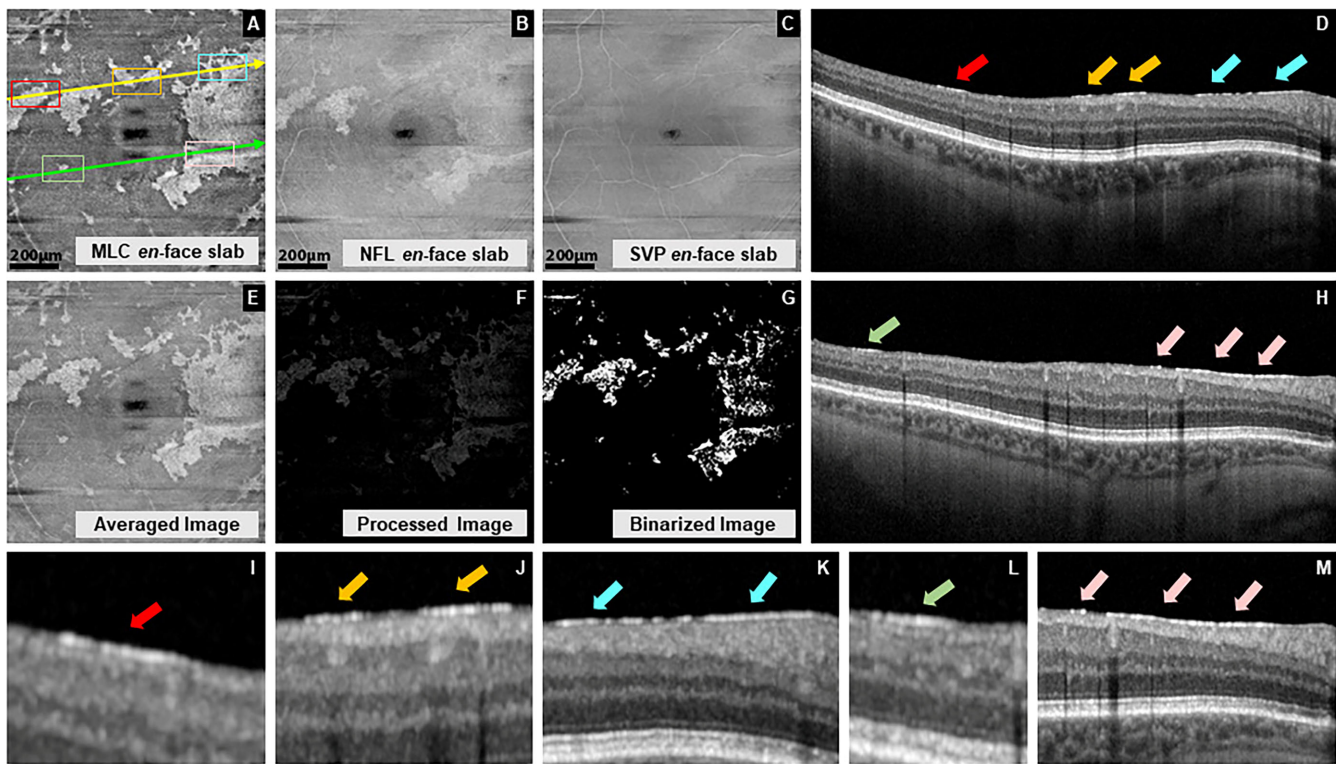 A
B
C
D
200μm
MLC en-face slab
200μm
NFL en-face slab
200μm
SVP en-face slab
E
F
G
H
Averaged Image
Processed Image
Binarized Image
I
J
K
L
M